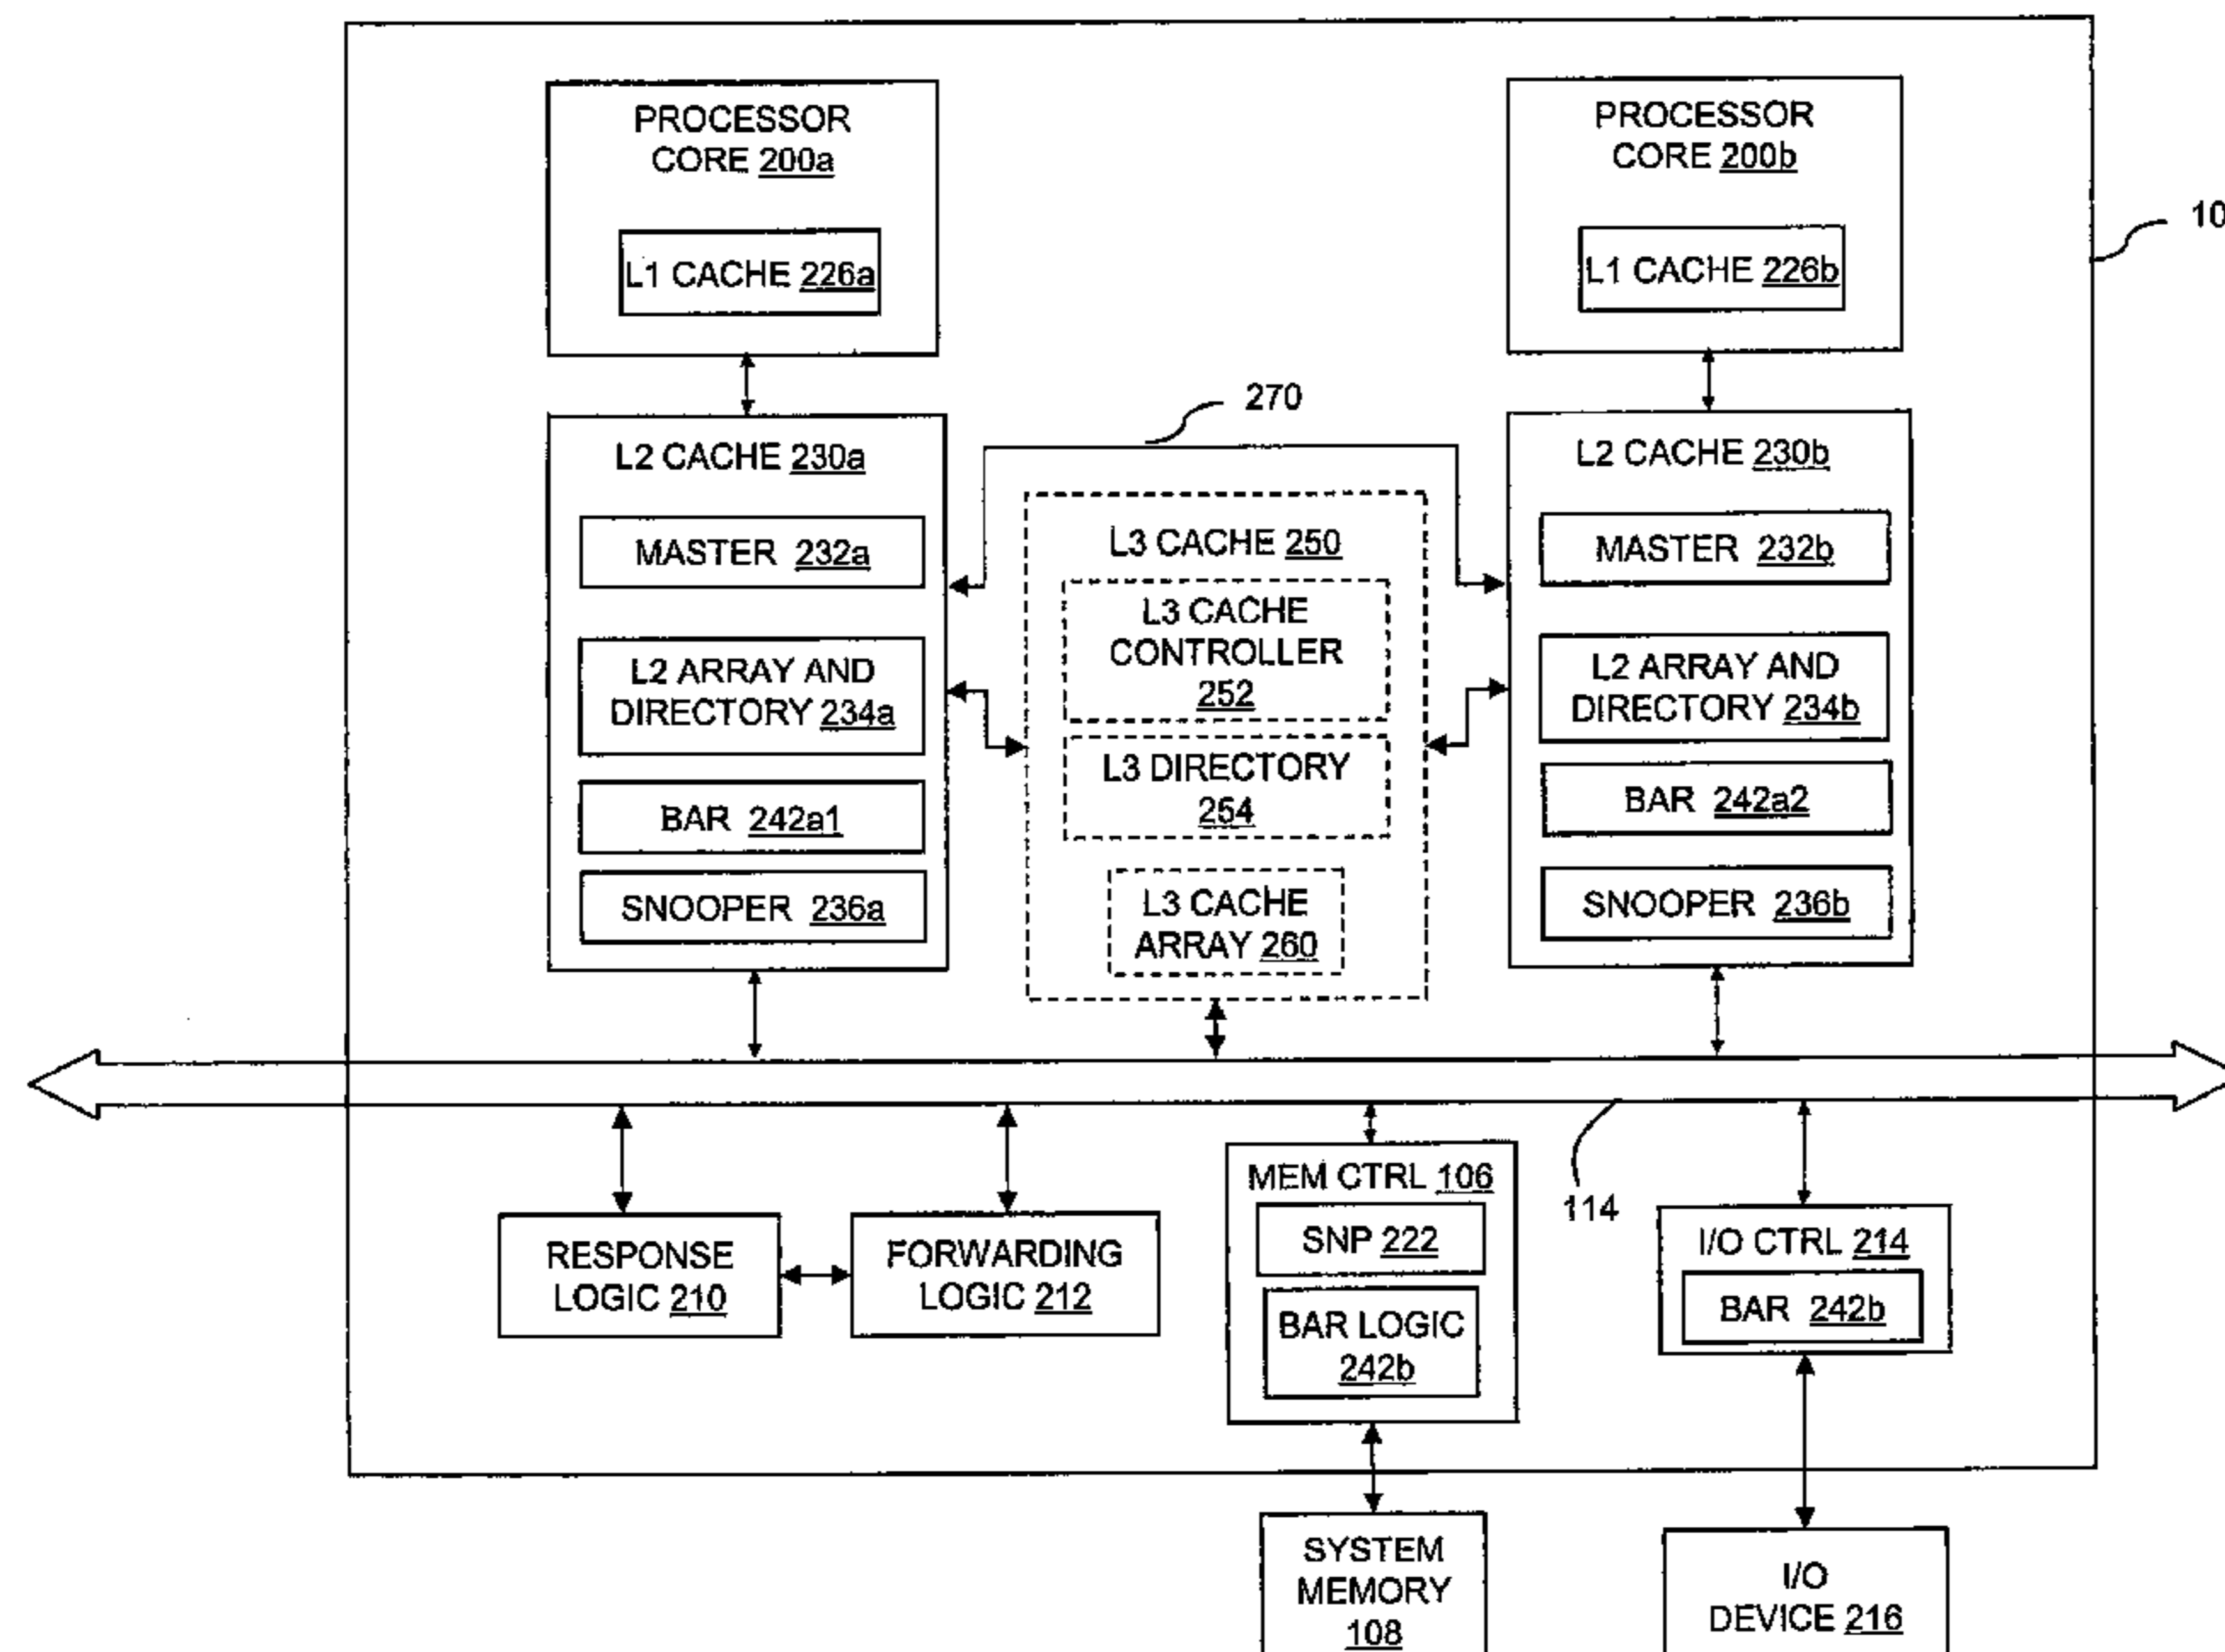 PROCESSOR
CORE 200a
L1 CACHE 226a
PROCESSOR
CORE 200b
L1 CACHE 226b
10
270
L2 CACHE 230a
MASTER 232a
L2 ARRAY AND
DIRECTORY 234a
BAR 242a1
SNOOPER 236a
L3 CACHE 250
L3 CACHE
CONTROLLER
252
L3 DIRECTORY
254
L3 CACHE
ARRAY 260
L2 CACHE 230b
MASTER 232b
L2 ARRAY AND
DIRECTORY 234b
BAR 242a2
SNOOPER 236b
114
RESPONSE
LOGIC 210
FORWARDING
LOGIC 212
MEM CTRL 106
SNP 222
BAR LOGIC
242b
I/O CTRL 214
BAR 242b
SYSTEM
MEMORY
108
I/O
DEVICE 216